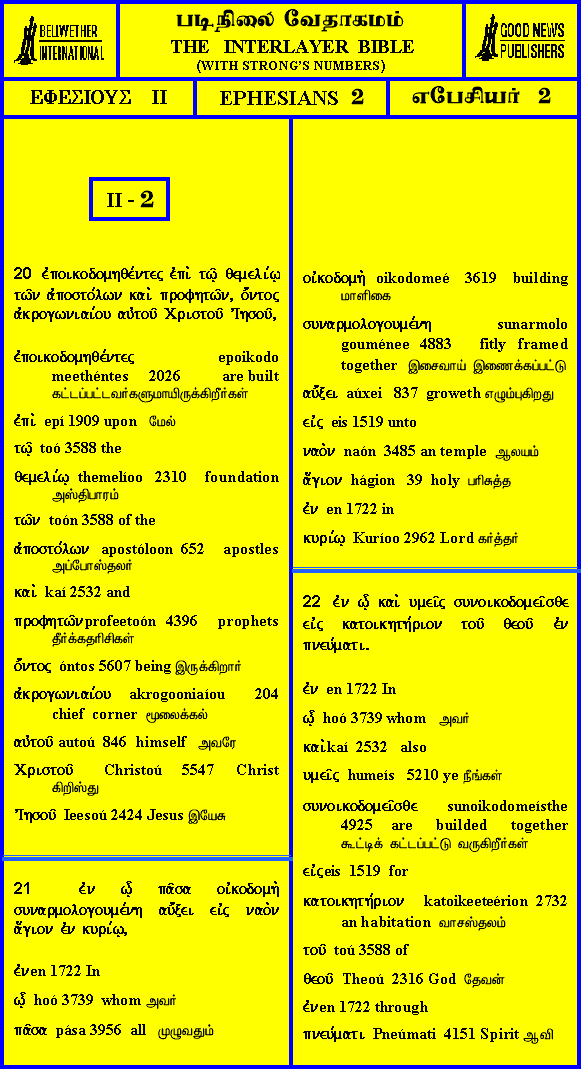 BELLWETHER
INTERNATIONAL
படிநிலை வேதாகமம்
THE INTERLAYER BIBLE
(WITH STRONG'S NUMBERS)
GOOD NEWS
PUBLISHERS
ΕΦΕΣΙΟΥΣ II
EPHESIANS 2
எபேசியர் 2
II - 2
20 ἐποικοδομηθέντες ἐπὶ τῷ θεμελίῳ
τῶν ἀποστόλων καὶ προφητῶν, ὄντος
ἀκρογωνιαίου αὐτοῦ Χριστοῦ Ἰησοῦ,
ἐποικοδομηθέντες epoikodo
meethéntes 2026 are built
கட்டப்பட்டவர்களுமாயிருக்கிறீர்கள்
ἐπὶ epí 1909 upon மேல்
τῷ toó 3588 the
θεμελίῳ themelíoo 2310 foundation
அஸ்திபாரம்
τῶν toón 3588 of the
ἀποστόλων apostóloon 652 apostles
அப்போஸ்தலர்
καὶ kaí 2532 and
προφητῶν profeetoón 4396 prophets
தீர்க்கதரிசிகள்
ὄντος óntos 5607 being இருக்கிறார்
ἀκρογωνιαίου akrogooniaíou 204
chief corner மூலைக்கல்
αὐτοῦ autoú 846 himself அவரே
Χριστοῦ Christoú 5547 Christ
கிறிஸ்து
Ἰησοῦ Ieesoú 2424 Jesus இயேசு
21 ἐν ᾧ πᾶσα οἰκοδομὴ
συναρμολογουμένη αὔξει εἰς ναὸν
ἅγιον ἐν κυρίῳ,
ἐν en 1722 In
ᾧ hoó 3739 whom அவர்
πᾶσα pása 3956 all முழுவதும்
οἰκοδομὴ oikodomeé 3619 building
மாளிகை
συναρμολογουμένη sunarmolo
gouménee 4883 fitly framed
together இசைவாய் இணைக்கப்பட்டு
αὔξει aúxei 837 groweth எழும்புகிறது
εἰς eis 1519 unto
ναὸν naón 3485 an temple ஆலயம்
ἅγιον hágion 39 holy பரிசுத்த
ἐν en 1722 in
κυρίῳ Kuríoo 2962 Lord கர்த்தர்
22 ἐν ᾧ καὶ υμεῖς συνοικοδομεῖσθε
εἰς κατοικητήριον τοῦ θεοῦ ἐν
πνεύματι.
ἐν en 1722 In
ᾧ hoó 3739 whom அவர்
καὶ kaí 2532 also
υμεῖς humeís 5210 ye நீங்கள்
συνοικοδομεῖσθε sunoikodomeísthe
4925 are builded together
கூட்டிக் கட்டப்பட்டு வருகிறீர்கள்
εἰς eis 1519 for
κατοικητήριον katoikeeteérion 2732
an habitation வாசஸ்தலம்
τοῦ toú 3588 of
θεοῦ Theoú 2316 God தேவன்
ἐν en 1722 through
πνεύματι Pneúmati 4151 Spirit ஆவி